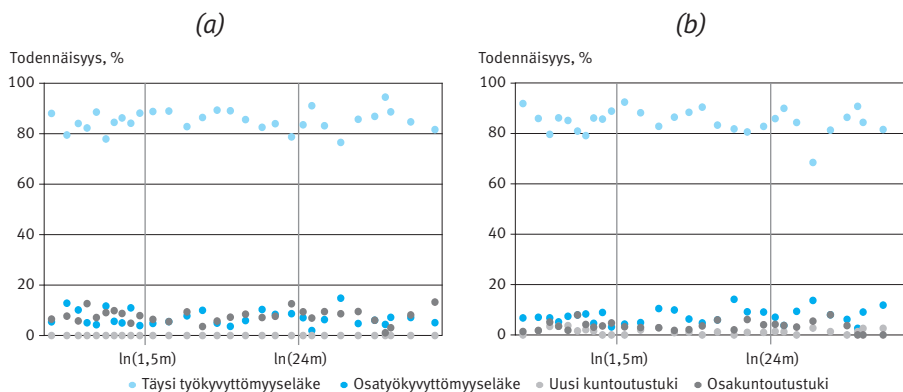 (a) (b)
Todennäisyys, % Todennäisyys, %
100 100
80 80
60 60
40 40
20 20
0 0
ln(1,5m) ln(24m) ln(1,5m) ln(24m)
Täysi työkyvyttömyyseläke Osatyökyvyttömyyseläke Uusi kuntoutustuki Osakuntoutustuki